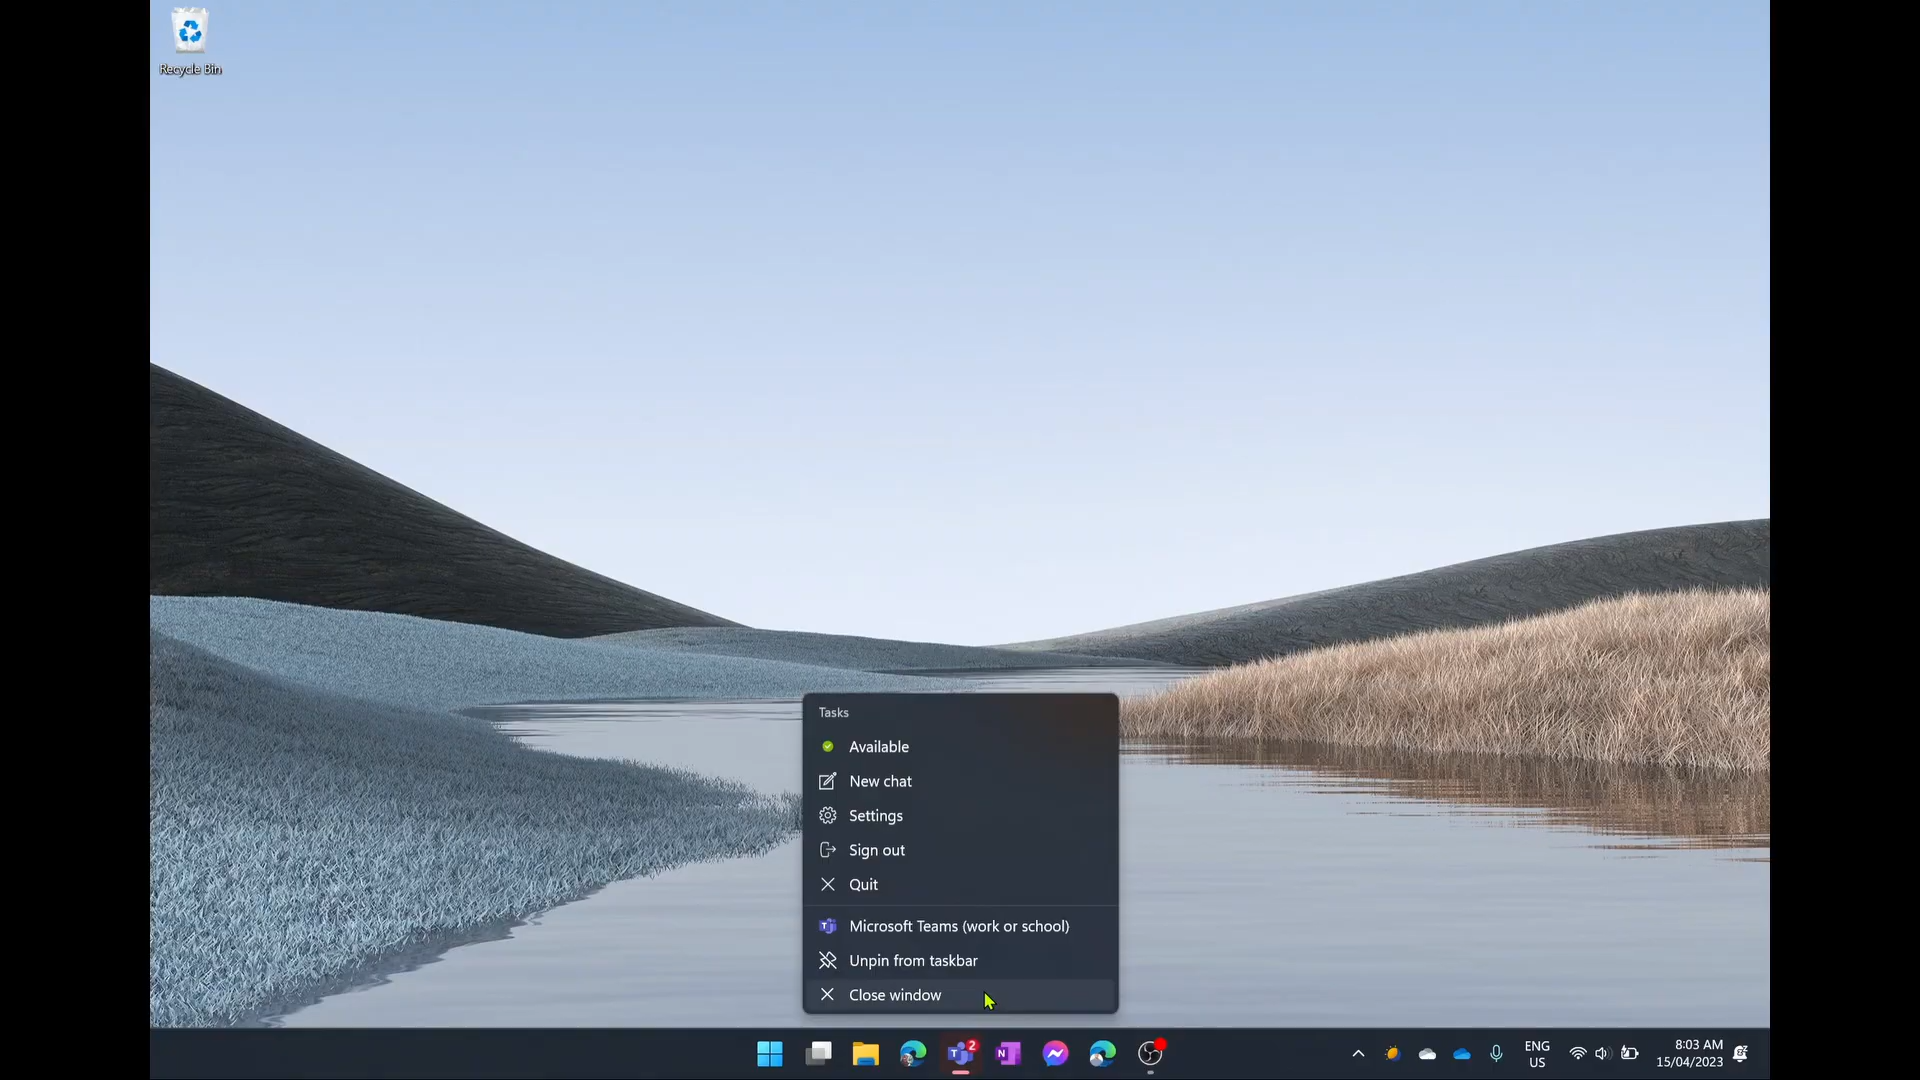 Recycle Bin
Tasks
Available
New chat
Settings
Sign out
Quit
Microsoft Teams (work or school)
Unpin from taskbar
Close window
2
ENG
US
8:03 AM
15/04/2023